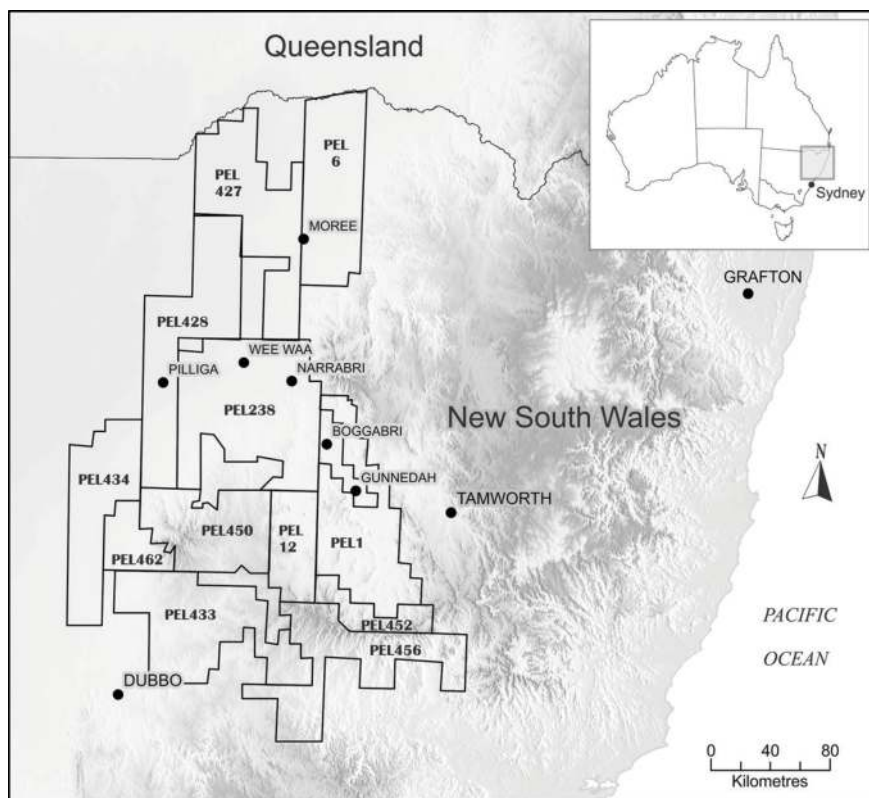 Queensland
Sydney
PEL
427
PEL
6
MOREE
GRAFTON
PEL428
WEE WAA
PILLIGA
NARRABRI
PEL238
New South Wales
BOGGABRI
PEL434
GUNNEDAH
TAMWORTH
N
PEL450
PEL
12
PEL1
PEL462
PEL433
PEL452
PACIFIC
OCEAN
PEL456
DUBBO
0 40 80
Kilometres